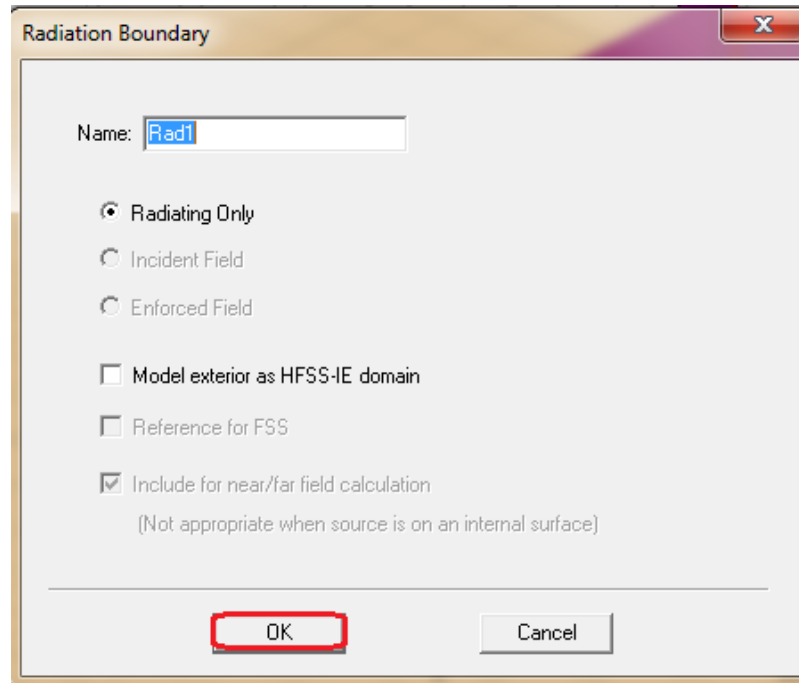 Radiation Boundary
Name: Rad1
Radiating Only
Incident Field
Enforced Field
Model exterior as HFSS-IE domain
Reference for FSS
Include for near/far field calculation
(Not appropriate when source is on an internal surface)
OK Cancel